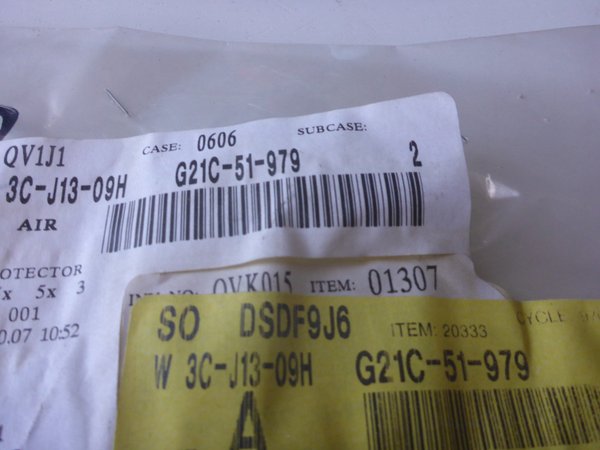 QV1J1 CASE: 0606 SUBCASE:
3C-J13-09H G21C-51-979 2
AIR
OTECTOR
x 5x 3
001
0.07 10:52
QVK015 ITEM: 01307
SO DSDF9J6 ITEM: 20333 CYCLE
W 3C-J13-09H G21C-51-979
A